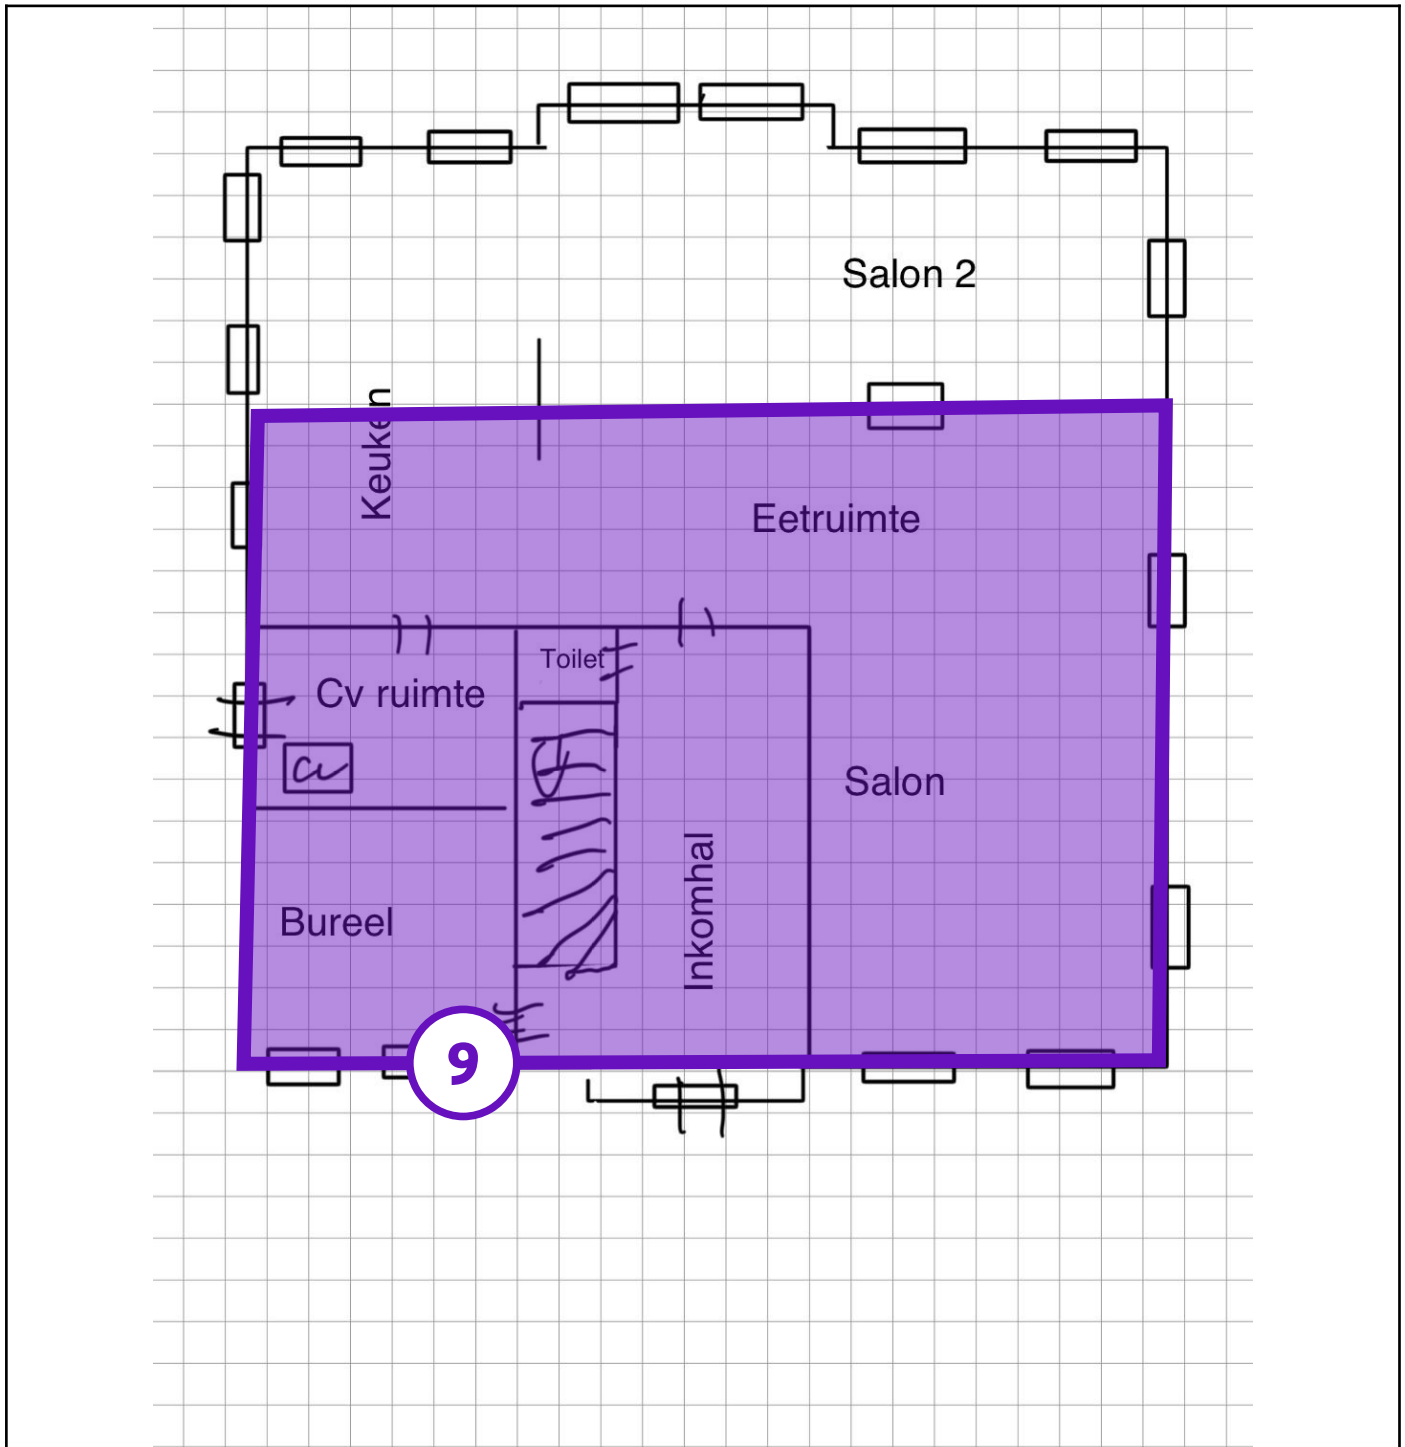 Salon 2
Keuken
Eetruimte
Toilet
Cv ruimte
cv
Salon
Inkomhal
Bureel
9